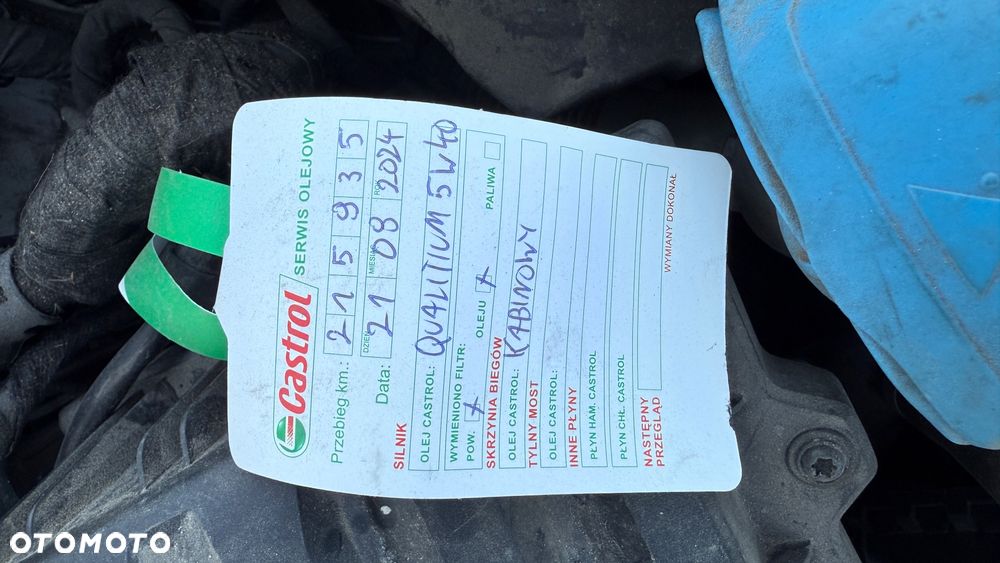 Castrol
SERWIS OLEJOWY
Przebieg km.: 215935
DZIEŃ MIESIĄC ROK
Data: 21 08 2024
SILNIK
OLEJ CASTROL: QUALITIUM 5W40
WYMIENIONO FILTR:
POW. X OLEJU X PALIWA
SKRZYNIA BIEGÓW
OLEJ CASTROL: KABINOWY
TYLNY MOST
OLEJ CASTROL:
INNE PŁYNY
PŁYN HAM. CASTROL
PŁYN CHŁ. CASTROL
NASTĘPNY
PRZEGLĄD
WYMIANY DOKONAŁ
OTOMOTO